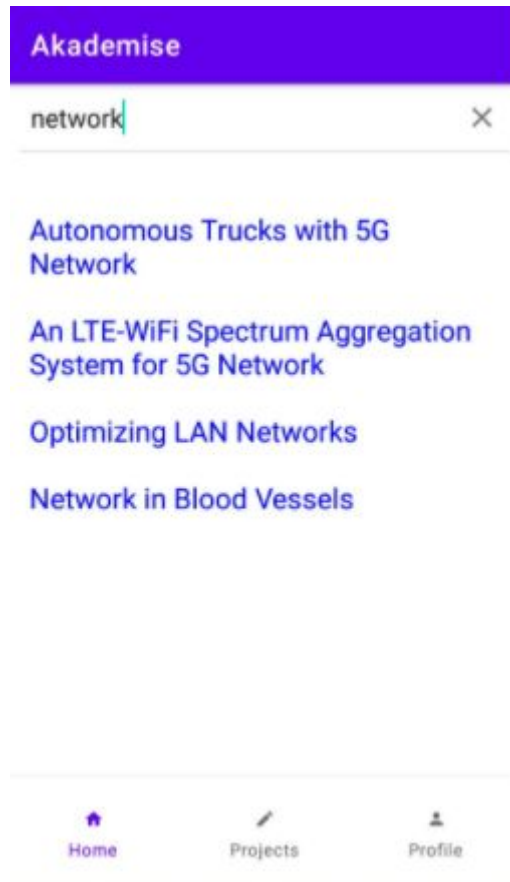 Akademise
network
Autonomous Trucks with 5G
Network
An LTE-WiFi Spectrum Aggregation
System for 5G Network
Optimizing LAN Networks
Network in Blood Vessels
Home
Projects
Profile